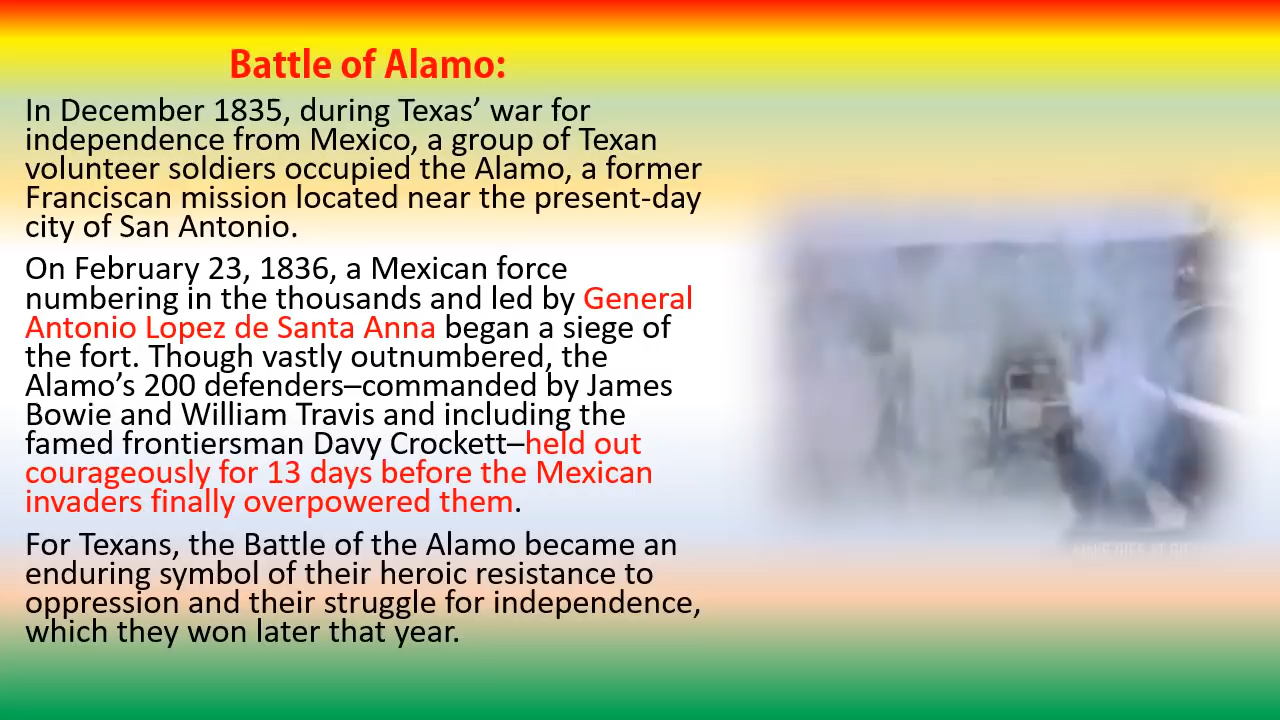 Battle of Alamo:
In December 1835, during Texas’ war for
independence from Mexico, a group of Texan
volunteer soldiers occupied the Alamo, a former
Franciscan mission located near the present-day
city of San Antonio.
On February 23, 1836, a Mexican force
numbering in the thousands and led by General
Antonio Lopez de Santa Anna began a siege of
the fort. Though vastly outnumbered, the
Alamo’s 200 defenders–commanded by James
Bowie and William Travis and including the
famed frontiersman Davy Crockett–held out
courageously for 13 days before the Mexican
invaders finally overpowered them.
For Texans, the Battle of the Alamo became an
enduring symbol of their heroic resistance to
oppression and their struggle for independence,
which they won later that year.